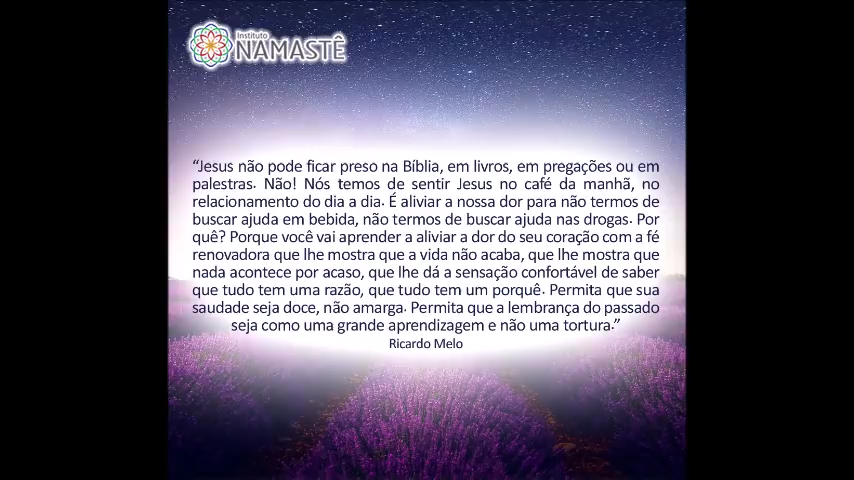 Instituto
NAMASTÊ
“Jesus não pode ficar preso na Bíblia, em livros, em pregações ou em
palestras. Não! Nós temos de sentir Jesus no café da manhã, no
relacionamento do dia a dia. É aliviar a nossa dor para não termos de
buscar ajuda em bebida, não termos de buscar ajuda nas drogas. Por
quê? Porque você vai aprender a aliviar a dor do seu coração com a fé
renovadora que lhe mostra que a vida não acaba, que lhe mostra que
nada acontece por acaso, que lhe dá a sensação confortável de saber
que tudo tem uma razão, que tudo tem um porquê. Permita que sua
saudade seja doce, não amarga. Permita que a lembrança do passado
seja como uma grande aprendizagem e não uma tortura.”
Ricardo Melo